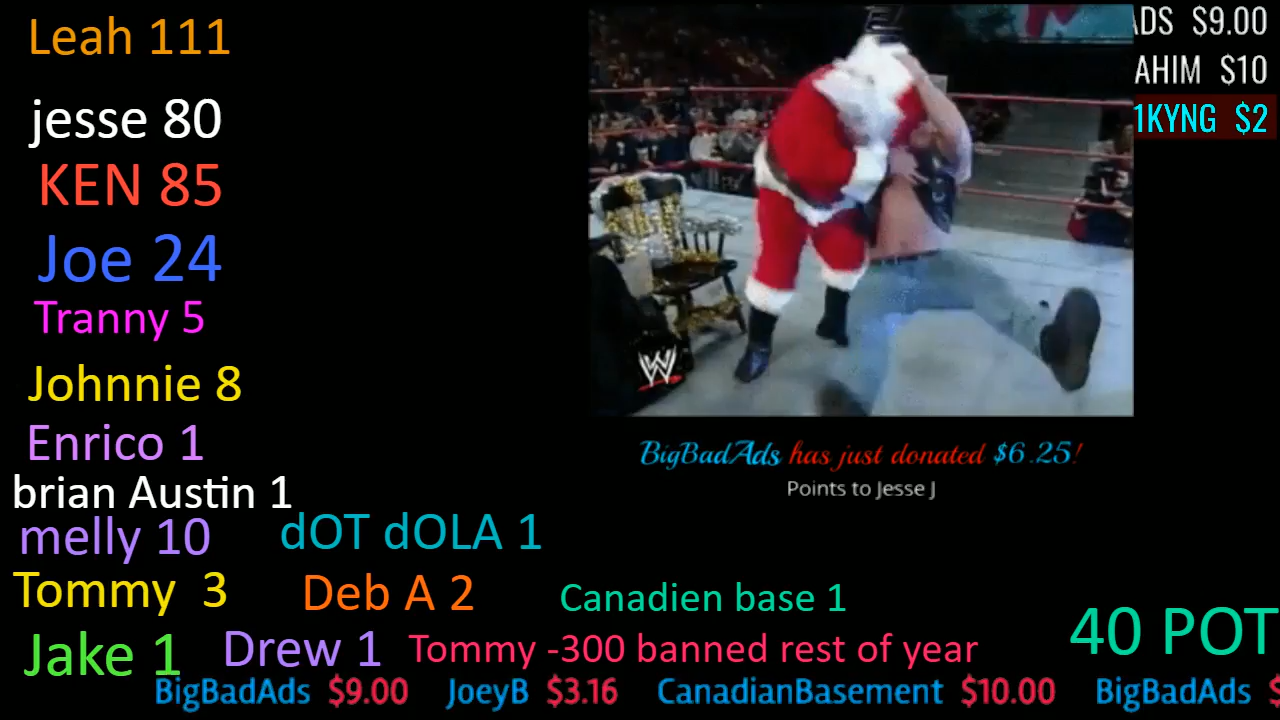 Leah 111
jesse 80
KEN 85
Joe 24
Tranny 5
Johnnie 8
Enrico 1
brian Austin 1
melly 10
dOT dOLA 1
Tommy 3
Deb A 2
Canadien base 1
Jake 1
Drew 1
Tommy -300 banned rest of year
40 POT
ADS $9.00
AHIM $10
1KYNG $2
W
BigBadAds has just donated $6.25!
Points to Jesse J
BigBadAds $9.00 JoeyB $3.16 CanadianBasement $10.00 BigBadAds $